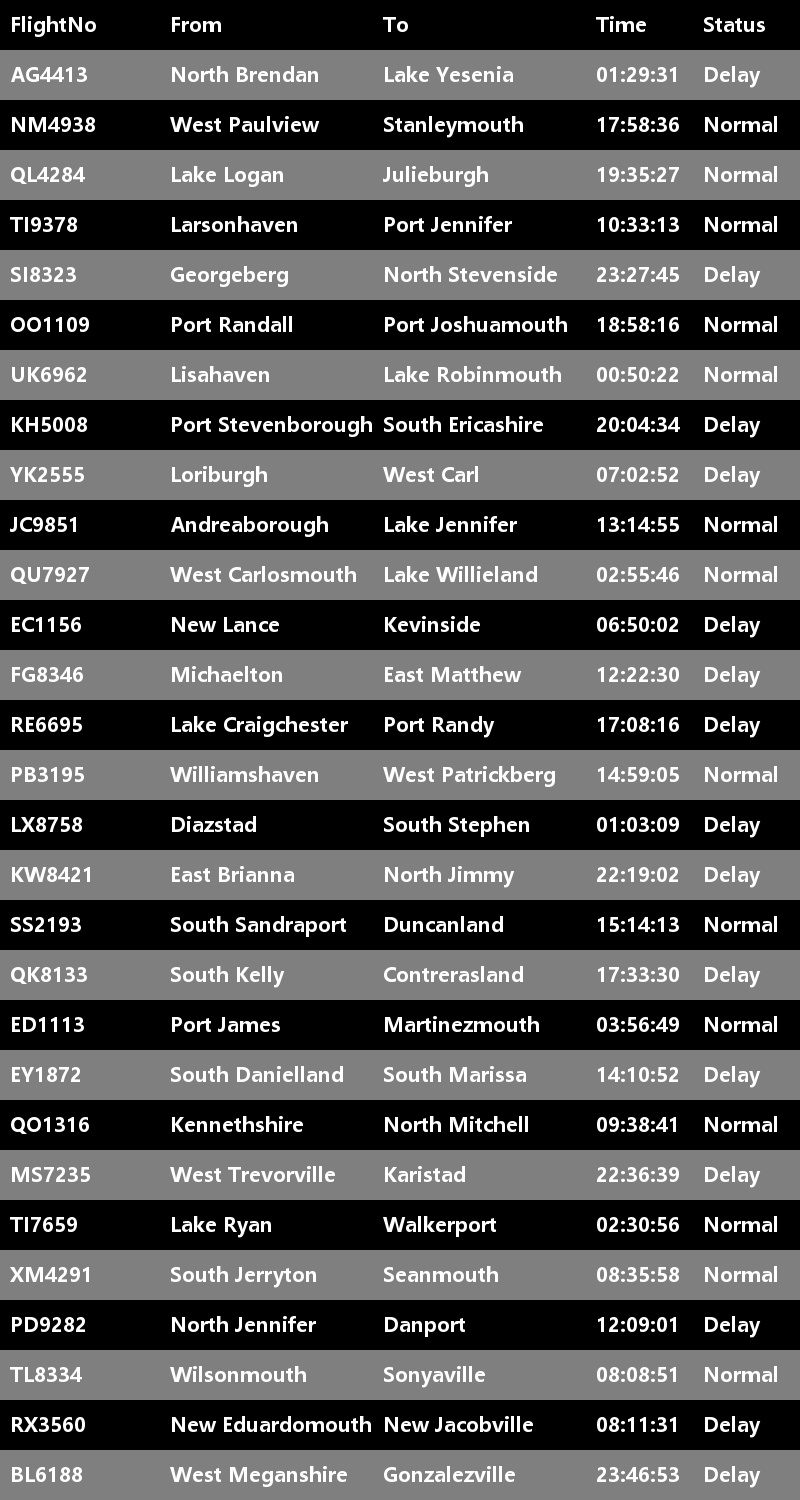 FlightNo From To Time Status
AG4413 North Brendan Lake Yesenia 01:29:31 Delay
NM4938 West Paulview Stanleymouth 17:58:36 Normal
QL4284 Lake Logan Julieburgh 19:35:27 Normal
TI9378 Larsonhaven Port Jennifer 10:33:13 Normal
SI8323 Georgeberg North Stevenside 23:27:45 Delay
OO1109 Port Randall Port Joshuamouth 18:58:16 Normal
UK6962 Lisahaven Lake Robinmouth 00:50:22 Normal
KH5008 Port Stevenborough South Ericashire 20:04:34 Delay
YK2555 Loriburgh West Carl 07:02:52 Delay
JC9851 Andreaborough Lake Jennifer 13:14:55 Normal
QU7927 West Carlosmouth Lake Willieland 02:55:46 Normal
EC1156 New Lance Kevinside 06:50:02 Delay
FG8346 Michaelton East Matthew 12:22:30 Delay
RE6695 Lake Craigchester Port Randy 17:08:16 Delay
PB3195 Williamshaven West Patrickberg 14:59:05 Normal
LX8758 Diazstad South Stephen 01:03:09 Delay
KW8421 East Brianna North Jimmy 22:19:02 Delay
SS2193 South Sandraport Duncanland 15:14:13 Normal
QK8133 South Kelly Contrerasland 17:33:30 Delay
ED1113 Port James Martinezmouth 03:56:49 Normal
EY1872 South Danielland South Marissa 14:10:52 Delay
QO1316 Kennethshire North Mitchell 09:38:41 Normal
MS7235 West Trevorville Karistad 22:36:39 Delay
TI7659 Lake Ryan Walkerport 02:30:56 Normal
XM4291 South Jerryton Seanmouth 08:35:58 Normal
PD9282 North Jennifer Danport 12:09:01 Delay
TL8334 Wilsonmouth Sonyaville 08:08:51 Normal
RX3560 New Eduardomouth New Jacobville 08:11:31 Delay
BL6188 West Meganshire Gonzalezville 23:46:53 Delay